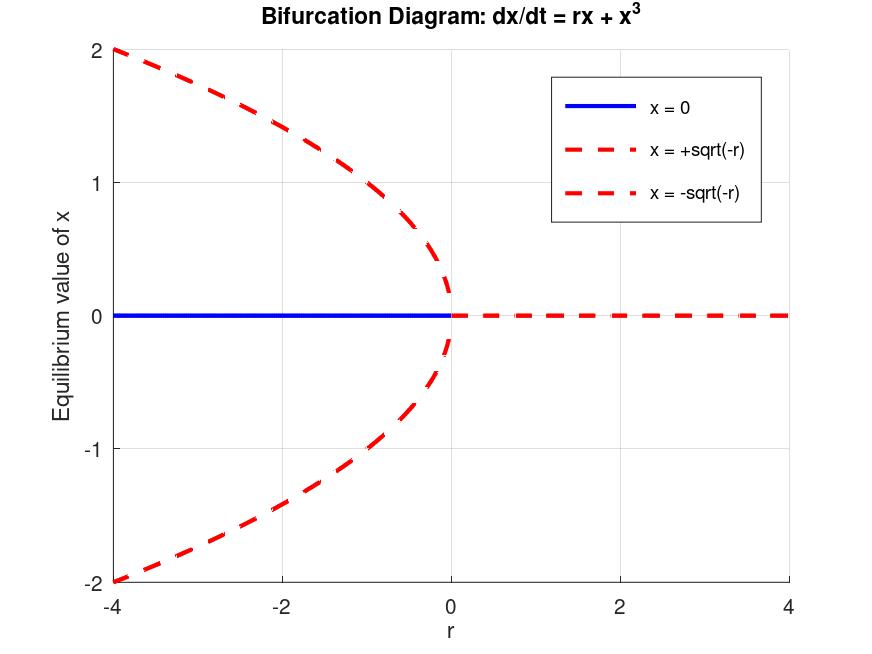 Bifurcation Diagram: dx/dt = rx + x³
2
1
0
-1
-2
Equilibrium value of x
x = 0
x = +sqrt(-r)
x = -sqrt(-r)
-4 -2 0 2 4
r